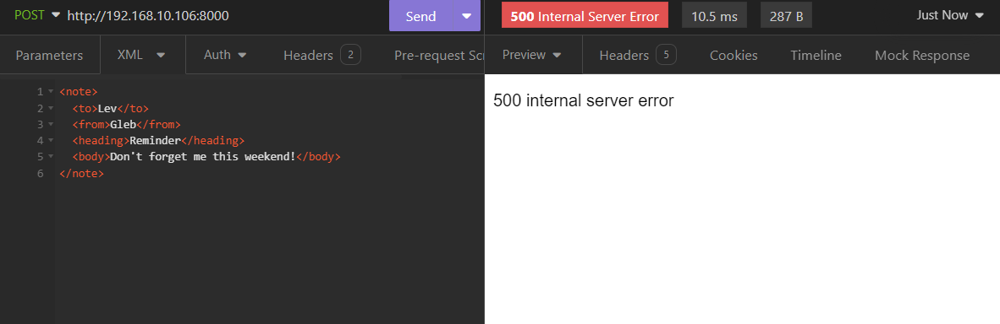 POST http://192.168.10.106:8000 Send 500 Internal Server Error 10.5 ms 287 B Just Now
Parameters XML Auth Headers 2 Pre-request Scr Preview Headers 5 Cookies Timeline Mock Response
1 <note>
2 <to>Lev</to>
3 <from>Gleb</from>
4 <heading>Reminder</heading>
5 <body>Don't forget me this weekend!</body>
6 </note>
500 internal server error